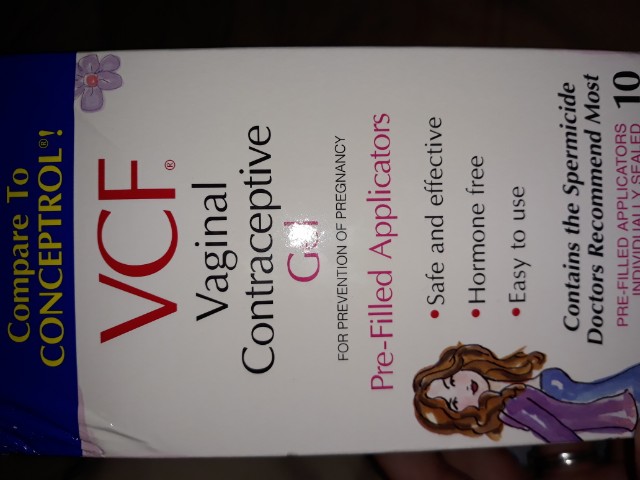 Compare To
CONCEPTROL®!
VCF®
Vaginal
Contraceptive
Gel
FOR PREVENTION OF PREGNANCY
Pre-Filled Applicators
• Safe and effective
• Hormone free
• Easy to use
Contains the Spermicide
Doctors Recommend Most
10
PRE-FILLED APPLICATORS
INDIVIDUALLY SEALED